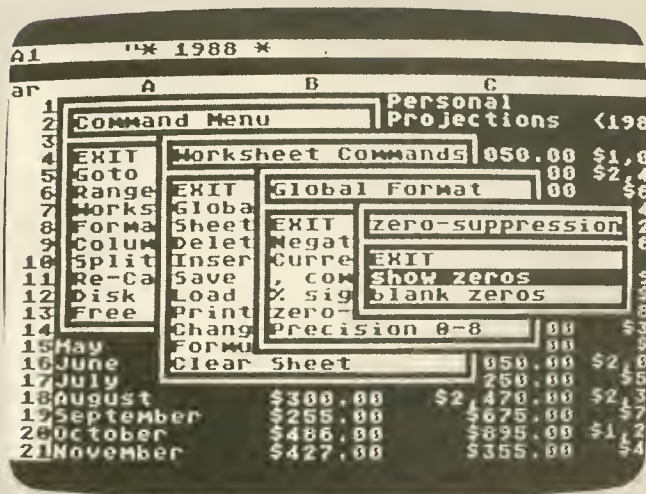 A1 "* 1988 *
ar A B C
1 Personal
2 Command Menu Projections <198
3
4 EXIT Worksheet Commands 050.00 $1,0
5 Goto 00 $2,4
6 Range EXIT Global Format 00
7 Works Globa
8 Forma Sheet EXIT zero-suppression
9 Colum Delet Negat
10 Split Inser Curre EXIT
11 Re-Ca Save , com show zeros
12 Disk Load % sig blank zeros
13 Free Print zero-
14 Chang Precision 0-8 00
15 May Formu 00
16 June Clear Sheet 050.00 $2,
17 July 250.00
18 August $300.00 $2,470.00 $2,3
19 September $255.00 $675.00 $7
20 October $486.00 $895.00 $1,2
21 November $427.00 $355.00 $4